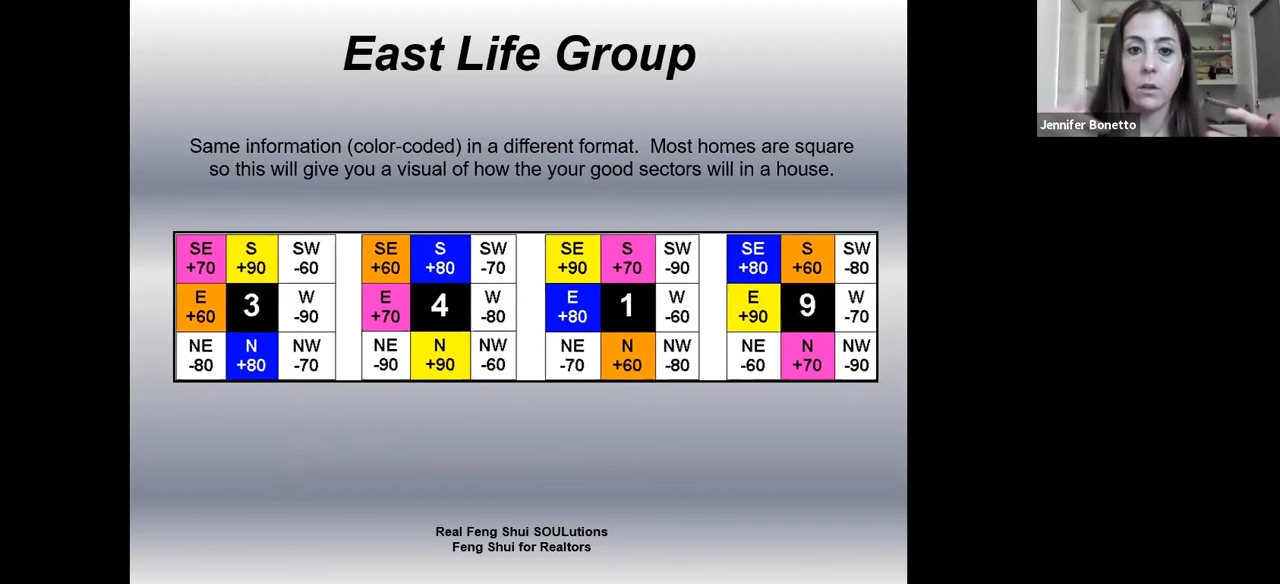 East Life Group
Jennifer Bonetto
Same information (color-coded) in a different format. Most homes are square
so this will give you a visual of how the your good sectors will in a house.
SE S SW SE S SW SE S SW SE S SW
+70 +90 -60 +60 +80 -70 +90 +70 -90 +80 +60 -80
E 3 W E 4 W E 1 W E 9 W
+60 -90 +70 -80 +80 -60 +90 -70
NE N NW NE N NW NE N NW NE N NW
-80 +80 -70 -90 +90 -60 -70 +60 -80 -60 +70 -90
Real Feng Shui SOULutions
Feng Shui for Realtors